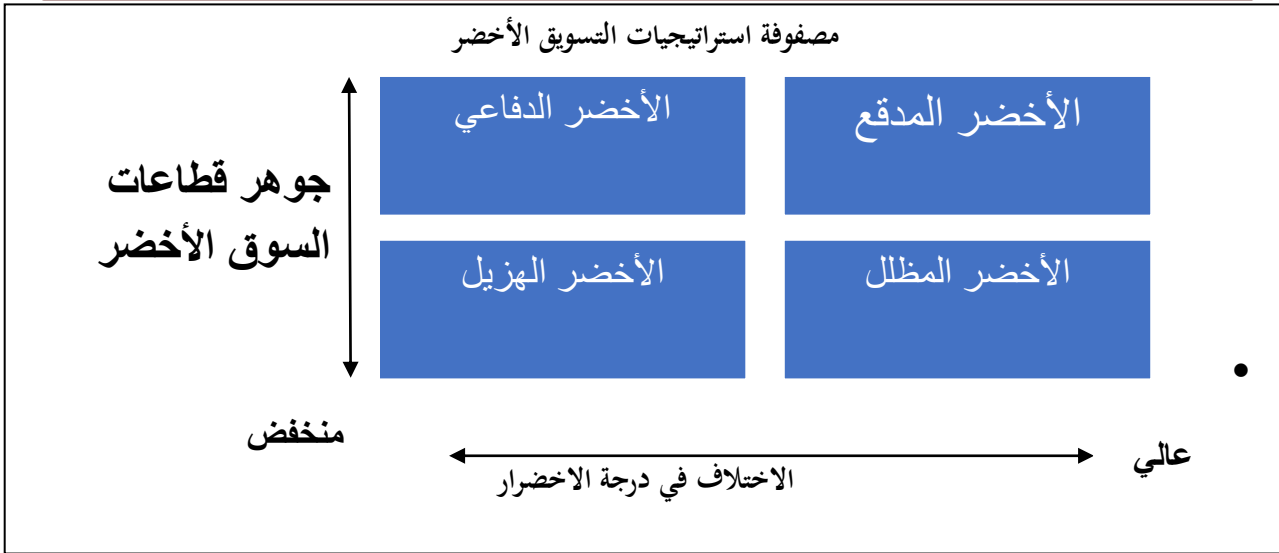 مصفوفة استراتيجيات التسويق الأخضر
الأخضر المدقع
الأخضر الدفاعي
جوهر قطاعات
السوق الأخضر
الأخضر المظلل
الأخضر الهزيل
•
عالي
منخفض
الاختلاف في درجة الاخضرار